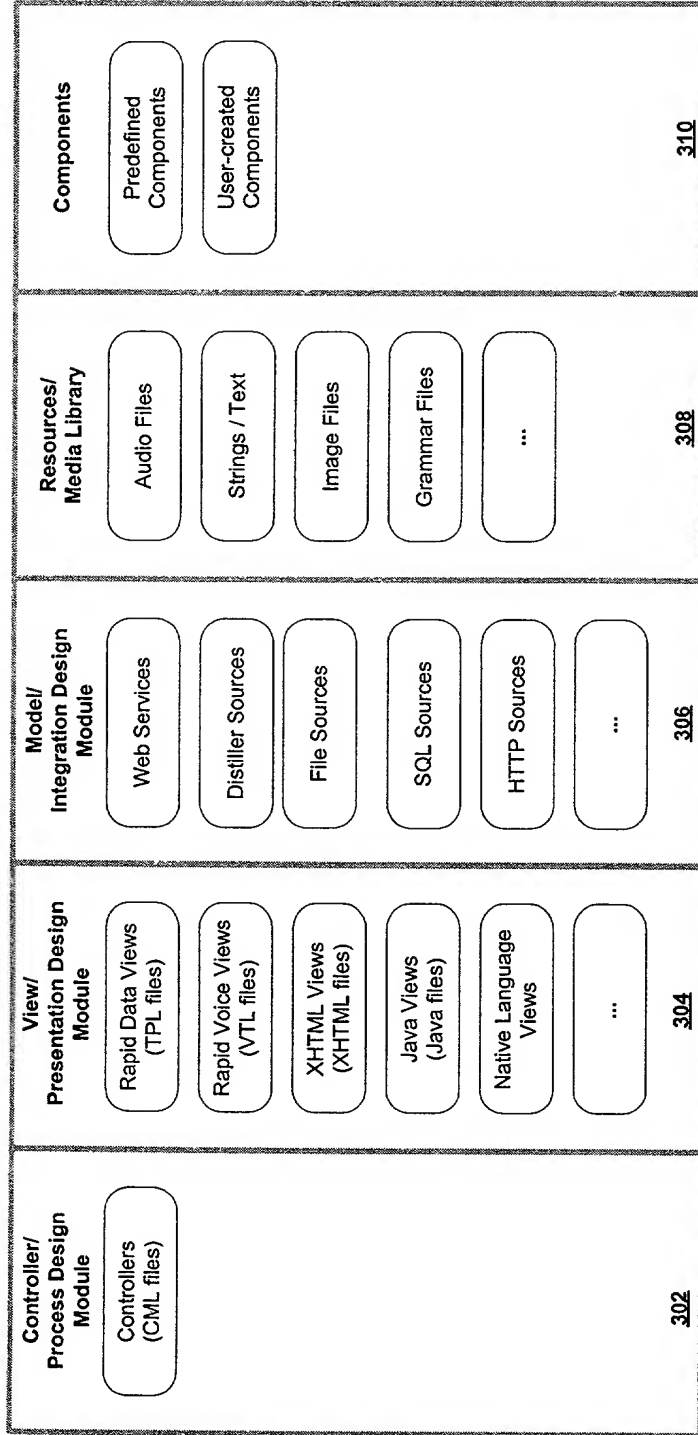 Controller/
Process Design
Module
Controllers
(CML files)
302
View/
Presentation Design
Module
Rapid Data Views
(TPL files)
Rapid Voice Views
(VTL files)
XHTML Views
(XHTML files)
Java Views
(Java files)
Native Language
Views
...
304
Model/
Integration Design
Module
Web Services
Distiller Sources
File Sources
SQL Sources
HTTP Sources
...
306
Resources/
Media Library
Audio Files
Strings / Text
Image Files
Grammar Files
...
308
Components
Predefined
Components
User-created
Components
310